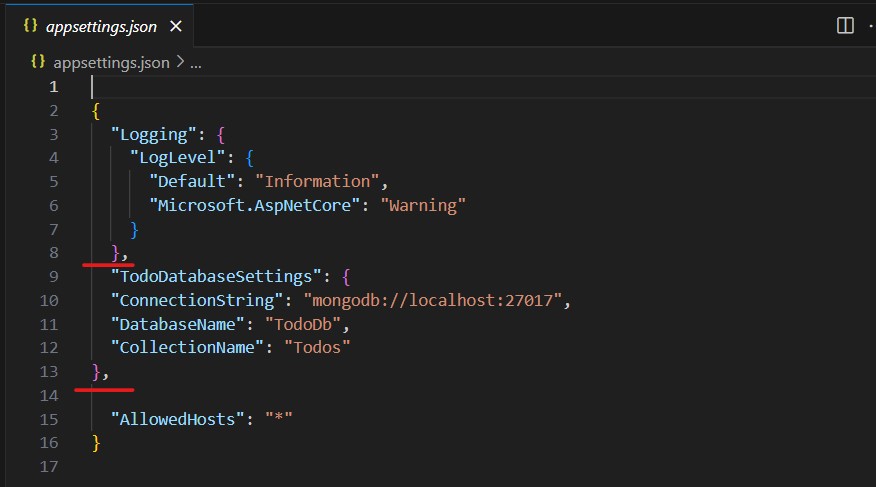 {} appsettings.json ×
{} appsettings.json > ...
1
2 {
3 "Logging": {
4 "LogLevel": {
5 "Default": "Information",
6 "Microsoft.AspNetCore": "Warning"
7 }
8 },
9 "TodoDatabaseSettings": {
10 "ConnectionString": "mongodb://localhost:27017",
11 "DatabaseName": "TodoDb",
12 "CollectionName": "Todos"
13 },
14
15 "AllowedHosts": "*"
16 }
17